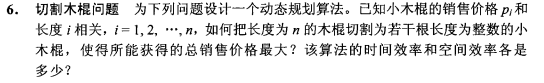 6. 切割木棍问题 为下列问题设计一个动态规划算法。已知小木棍的销售价格 pᵢ和
长度 i 相关，i = 1, 2, …, n，如何把长度为 n 的木棍切割为若干根长度为整数的小
木棍，使得所能获得的总销售价格最大？该算法的时间效率和空间效率各是
多少？